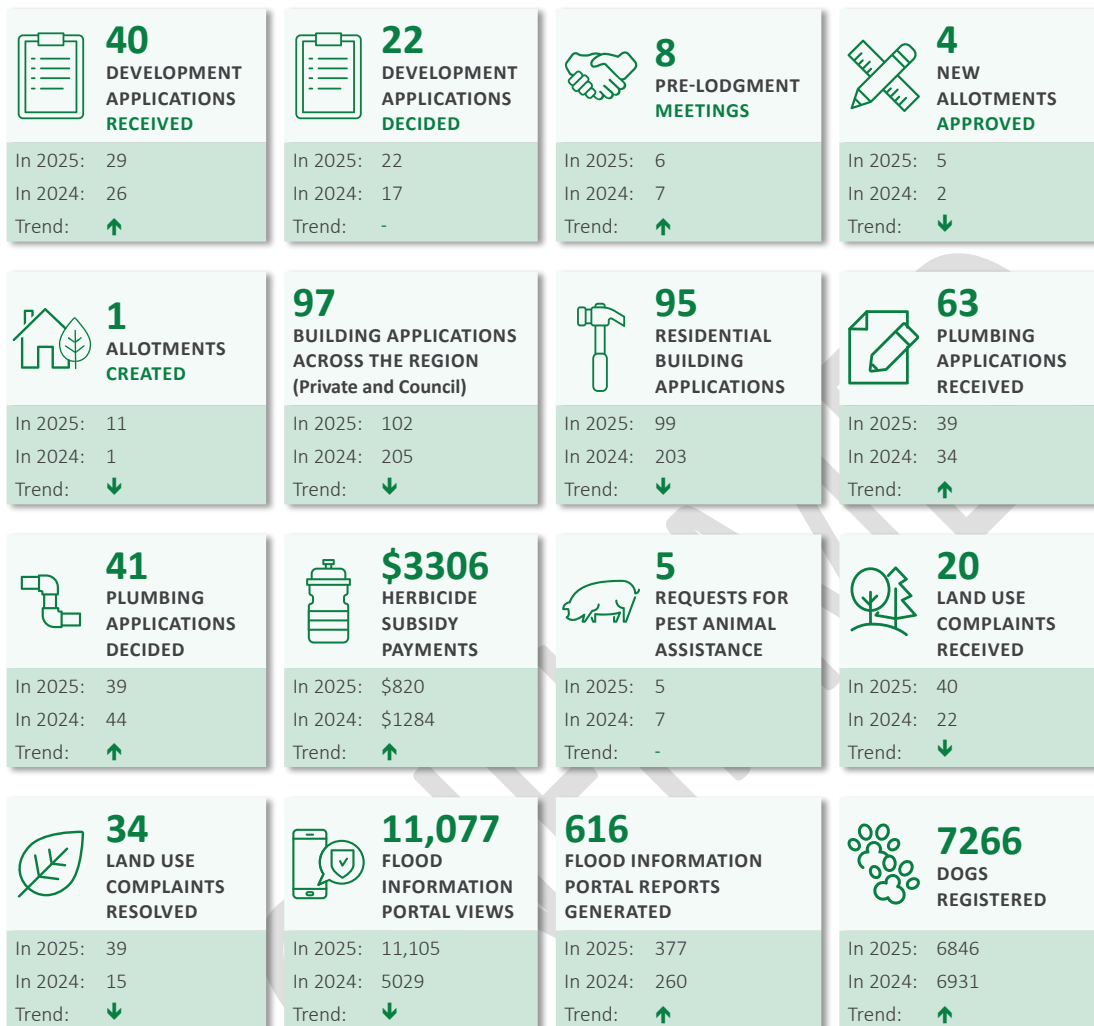 40
DEVELOPMENT
APPLICATIONS
RECEIVED
In 2025: 29
In 2024: 26
Trend: ↑
22
DEVELOPMENT
APPLICATIONS
DECIDED
In 2025: 22
In 2024: 17
Trend: -
8
PRE-LODGMENT
MEETINGS
In 2025: 6
In 2024: 7
Trend: ↑
4
NEW
ALLOTMENTS
APPROVED
In 2025: 5
In 2024: 2
Trend: ↓
1
ALLOTMENTS
CREATED
In 2025: 11
In 2024: 1
Trend: ↓
97
BUILDING APPLICATIONS
ACROSS THE REGION
(Private and Council)
In 2025: 102
In 2024: 205
Trend: ↓
95
RESIDENTIAL
BUILDING
APPLICATIONS
In 2025: 99
In 2024: 203
Trend: ↓
63
PLUMBING
APPLICATIONS
RECEIVED
In 2025: 39
In 2024: 34
Trend: ↑
41
PLUMBING
APPLICATIONS
DECIDED
In 2025: 39
In 2024: 44
Trend: ↑
$3306
HERBICIDE
SUBSIDY
PAYMENTS
In 2025: $820
In 2024: $1284
Trend: ↑
5
REQUESTS FOR
PEST ANIMAL
ASSISTANCE
In 2025: 5
In 2024: 7
Trend: -
20
LAND USE
COMPLAINTS
RECEIVED
In 2025: 40
In 2024: 22
Trend: ↓
34
LAND USE
COMPLAINTS
RESOLVED
In 2025: 39
In 2024: 15
Trend: ↓
11,077
FLOOD
INFORMATION
PORTAL VIEWS
In 2025: 11,105
In 2024: 5029
Trend: ↓
616
FLOOD INFORMATION
PORTAL REPORTS
GENERATED
In 2025: 377
In 2024: 260
Trend: ↑
7266
DOGS
REGISTERED
In 2025: 6846
In 2024: 6931
Trend: ↑